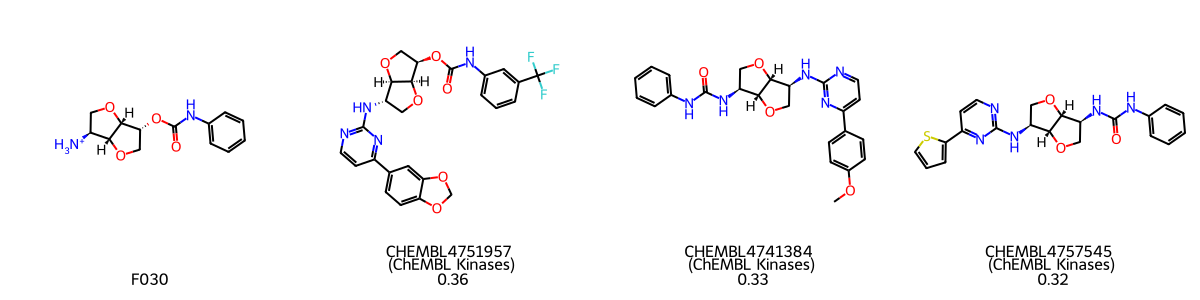 F030
CHEMBL4751957
(ChEMBL Kinases)
0.36
CHEMBL4741384
(ChEMBL Kinases)
0.33
CHEMBL4757545
(ChEMBL Kinases)
0.32